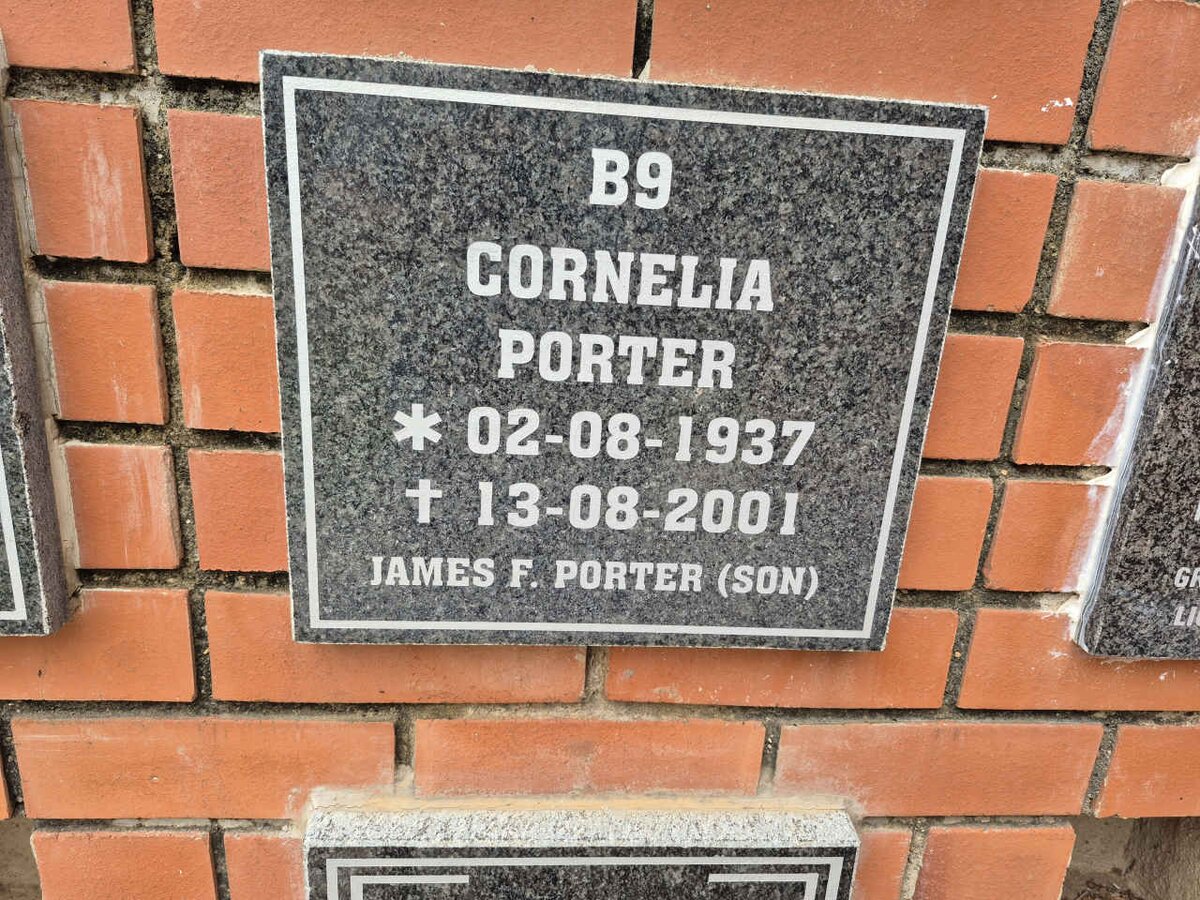 B9
CORNELIA
PORTER
* 02-08-1937
† 13-08-2001
JAMES F. PORTER (SON)